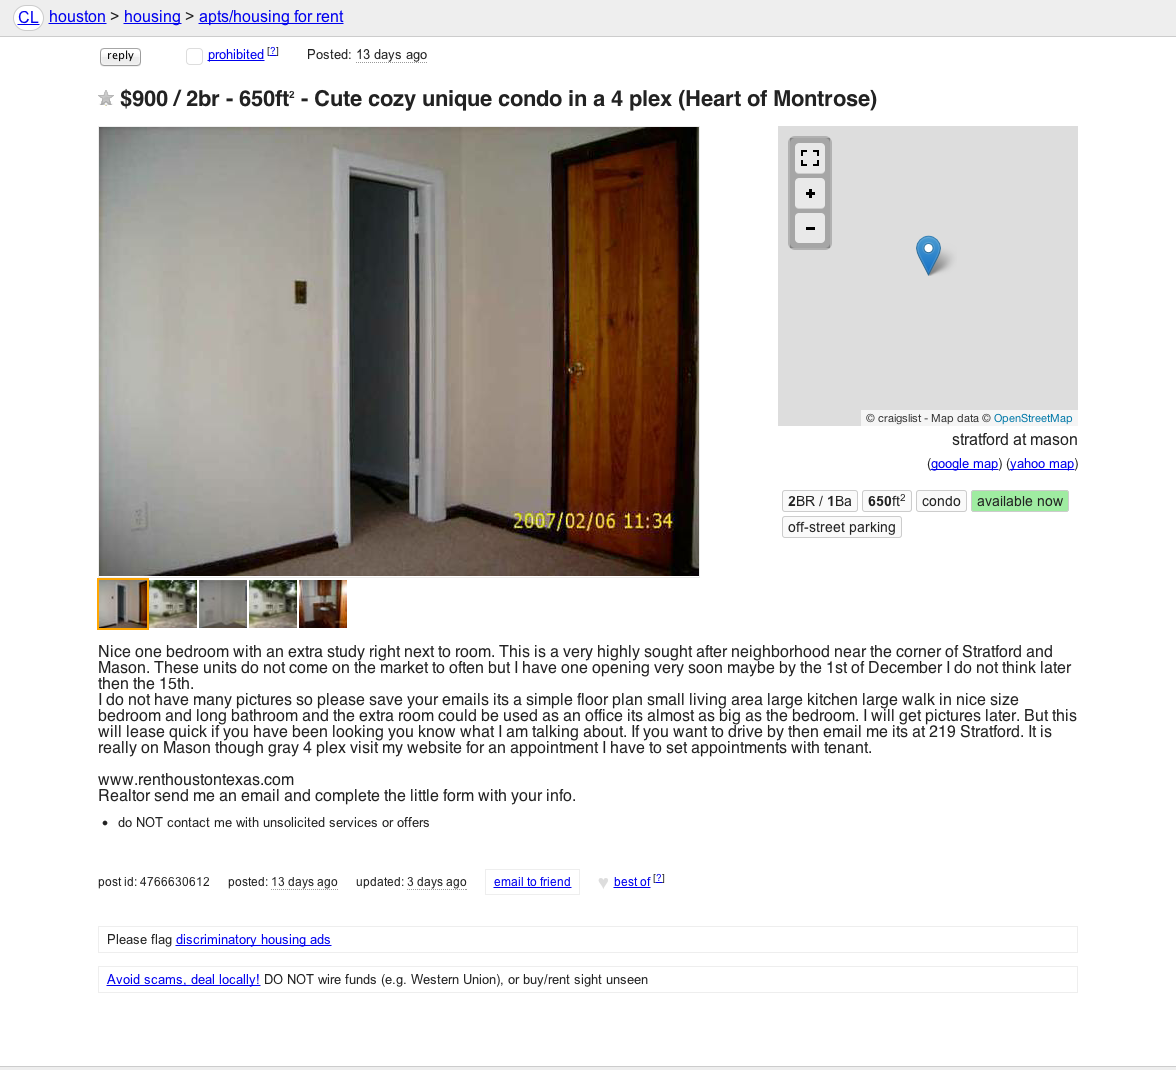 CL houston > housing > apts/housing for rent
reply prohibited [?] Posted: 13 days ago
$900 / 2br - 650ft² - Cute cozy unique condo in a 4 plex (Heart of Montrose)
+
-
2007/02/06 11:34
© craigslist - Map data © OpenStreetMap
stratford at mason
(google map) (yahoo map)
2BR / 1Ba 650ft² condo available now
off-street parking
Nice one bedroom with an extra study right next to room. This is a very highly sought after neighborhood near the corner of Stratford and
Mason. These units do not come on the market to often but I have one opening very soon maybe by the 1st of December I do not think later
then the 15th.
I do not have many pictures so please save your emails its a simple floor plan small living area large kitchen large walk in nice size
bedroom and long bathroom and the extra room could be used as an office its almost as big as the bedroom. I will get pictures later. But this
will lease quick if you have been looking you know what I am talking about. If you want to drive by then email me its at 219 Stratford. It is
really on Mason though gray 4 plex visit my website for an appointment I have to set appointments with tenant.
www.renthoustontexas.com
Realtor send me an email and complete the little form with your info.
• do NOT contact me with unsolicited services or offers
post id: 4766630612 posted: 13 days ago updated: 3 days ago email to friend ♥ best of [?]
Please flag discriminatory housing ads
Avoid scams, deal locally! DO NOT wire funds (e.g. Western Union), or buy/rent sight unseen